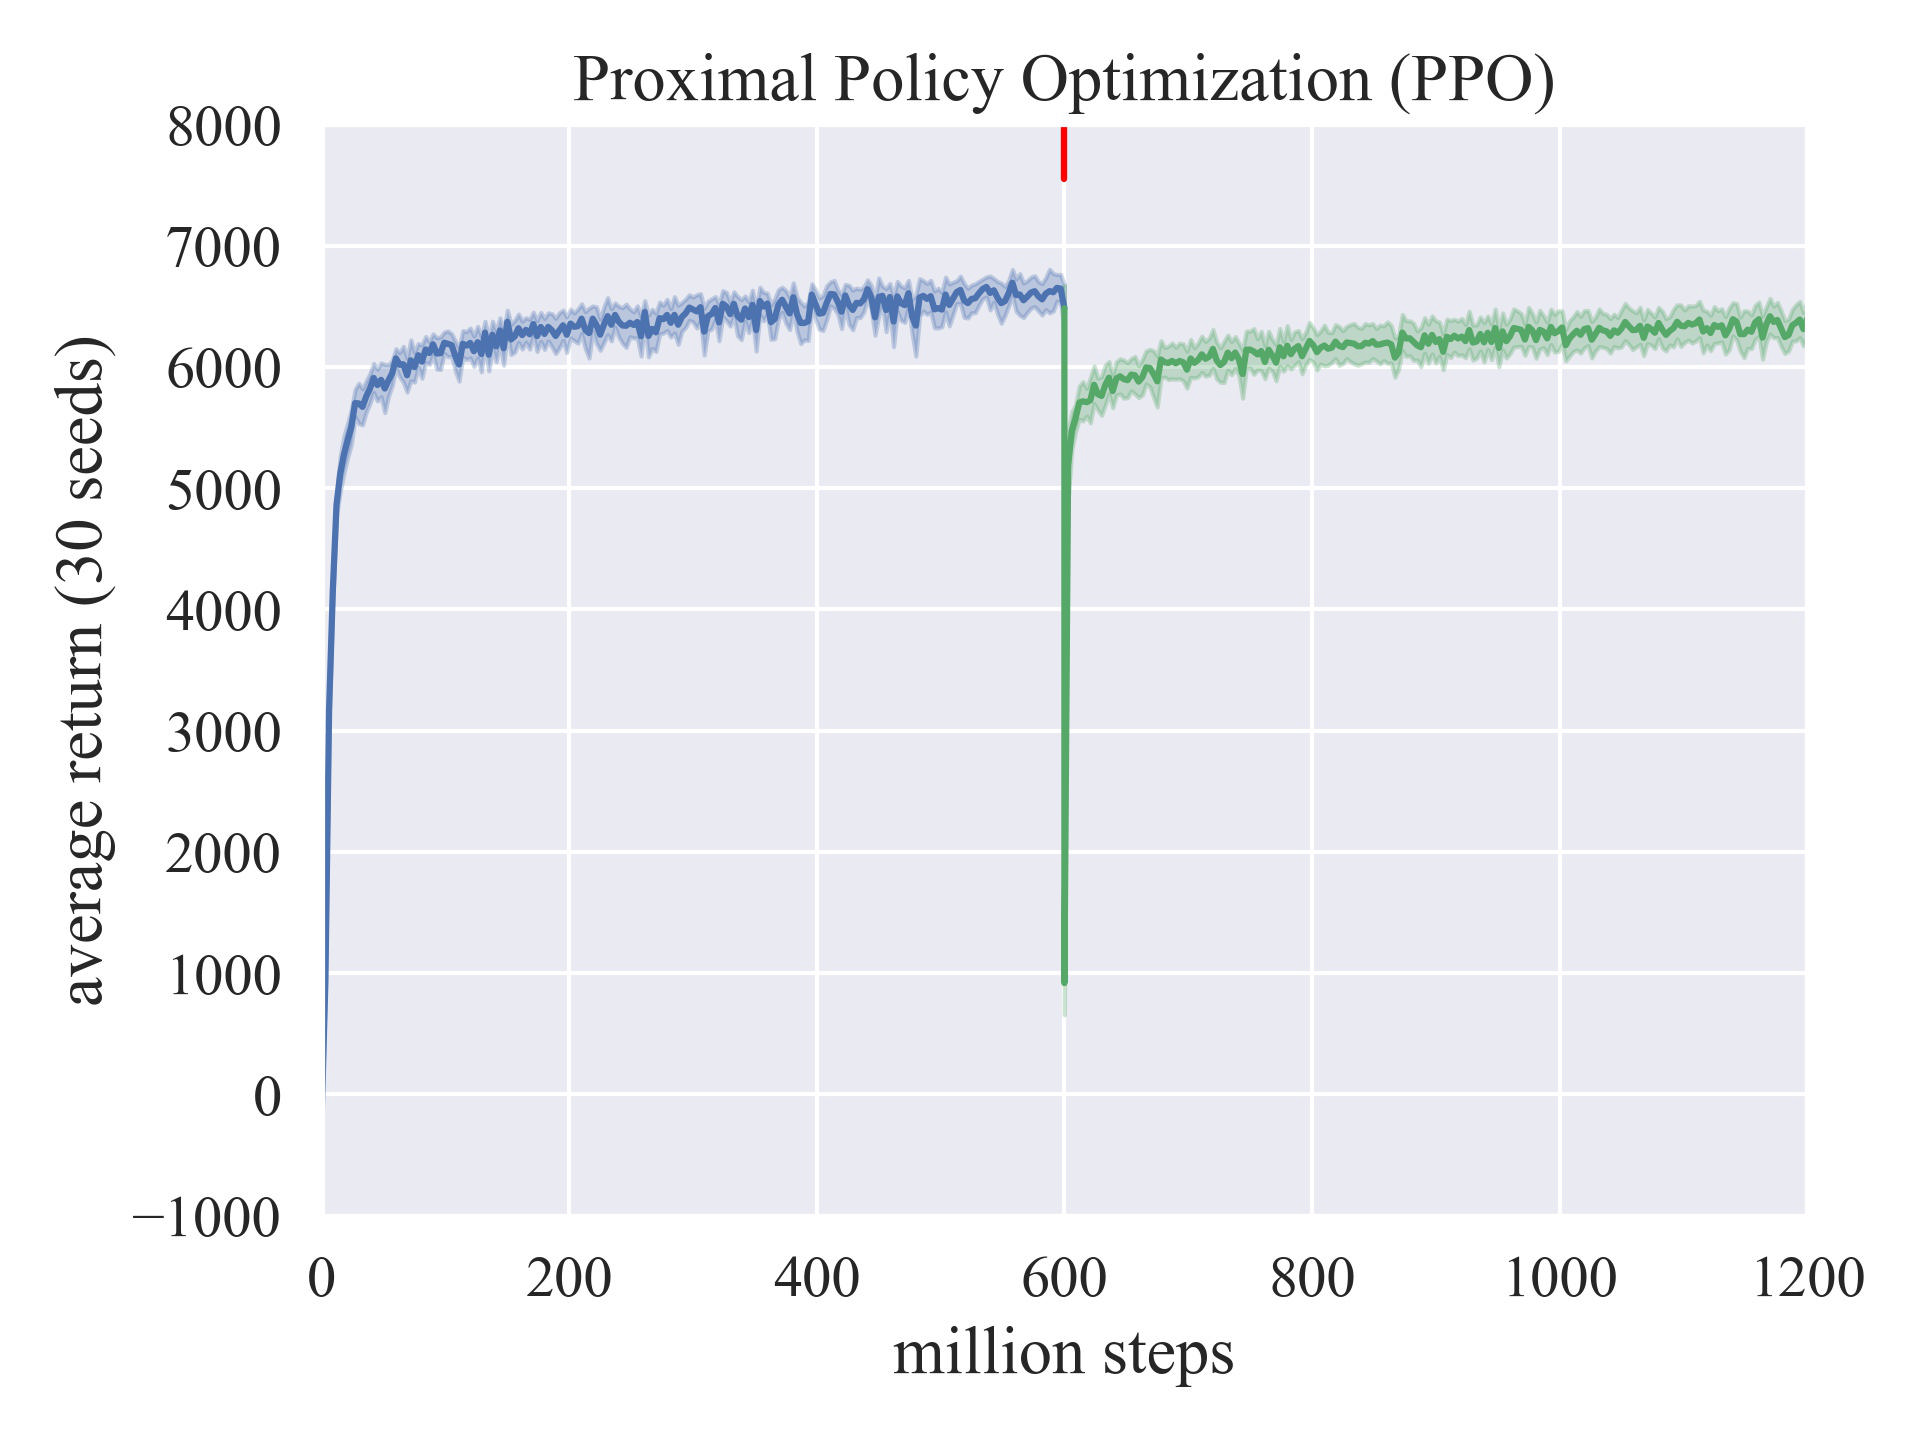 Proximal Policy Optimization (PPO)
8000
7000
6000
5000
4000
3000
2000
1000
0
−1000
average return (30 seeds)
0 200 400 600 800 1000 1200
million steps